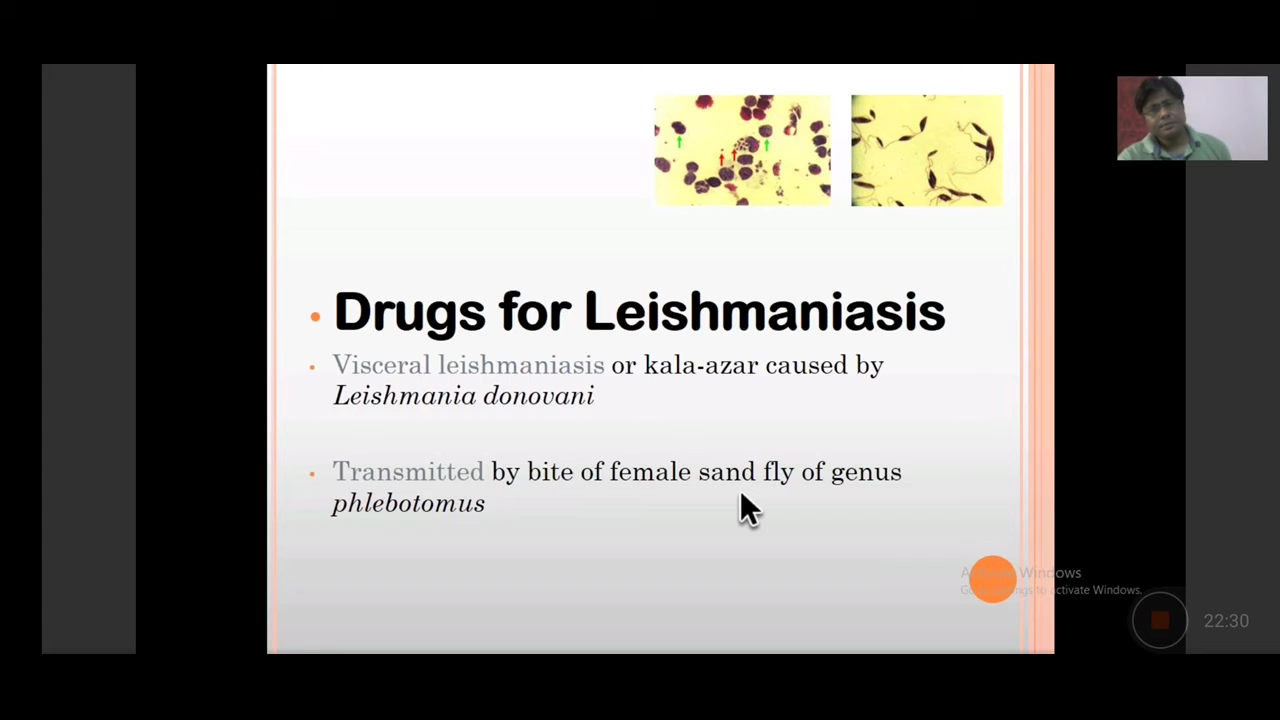 Drugs for Leishmaniasis
Visceral leishmaniasis or kala-azar caused by
Leishmania donovani
Transmitted by bite of female sand fly of genus
phlebotomus
Activate Windows
Go to Settings to Activate Windows.
22:30